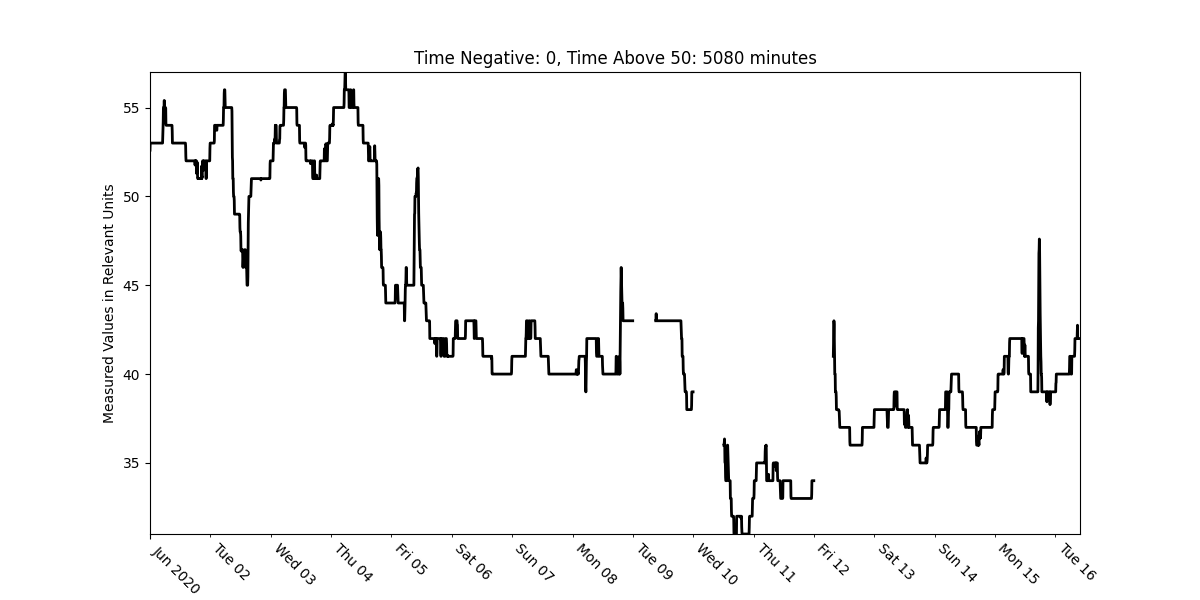 Time Negative: 0, Time Above 50: 5080 minutes
Measured Values in Relevant Units
55
50
45
40
35
Jun 2020
Tue 02
Wed 03
Thu 04
Fri 05
Sat 06
Sun 07
Mon 08
Tue 09
Wed 10
Thu 11
Fri 12
Sat 13
Sun 14
Mon 15
Tue 16